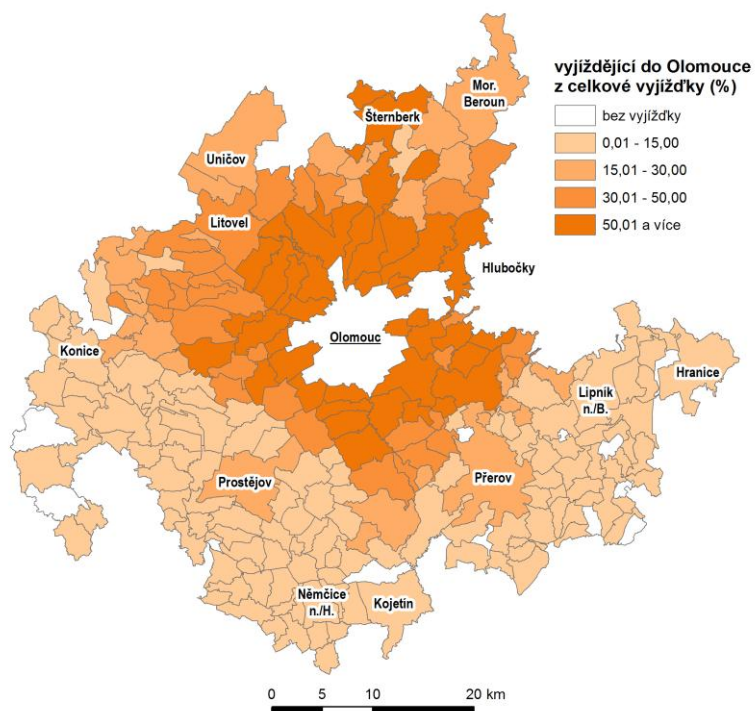 vyjíždějící do Olomouce
z celkové vyjížďky (%)
bez vyjížďky
0,01 - 15,00
15,01 - 30,00
30,01 - 50,00
50,01 a více
Mor.
Beroun
Šternberk
Uničov
Litovel
Hlubočky
Olomouc
Konice
Hranice
Lipník
n./B.
Prostějov
Přerov
Němčice
n./H.
Kojetín
0 5 10 20 km